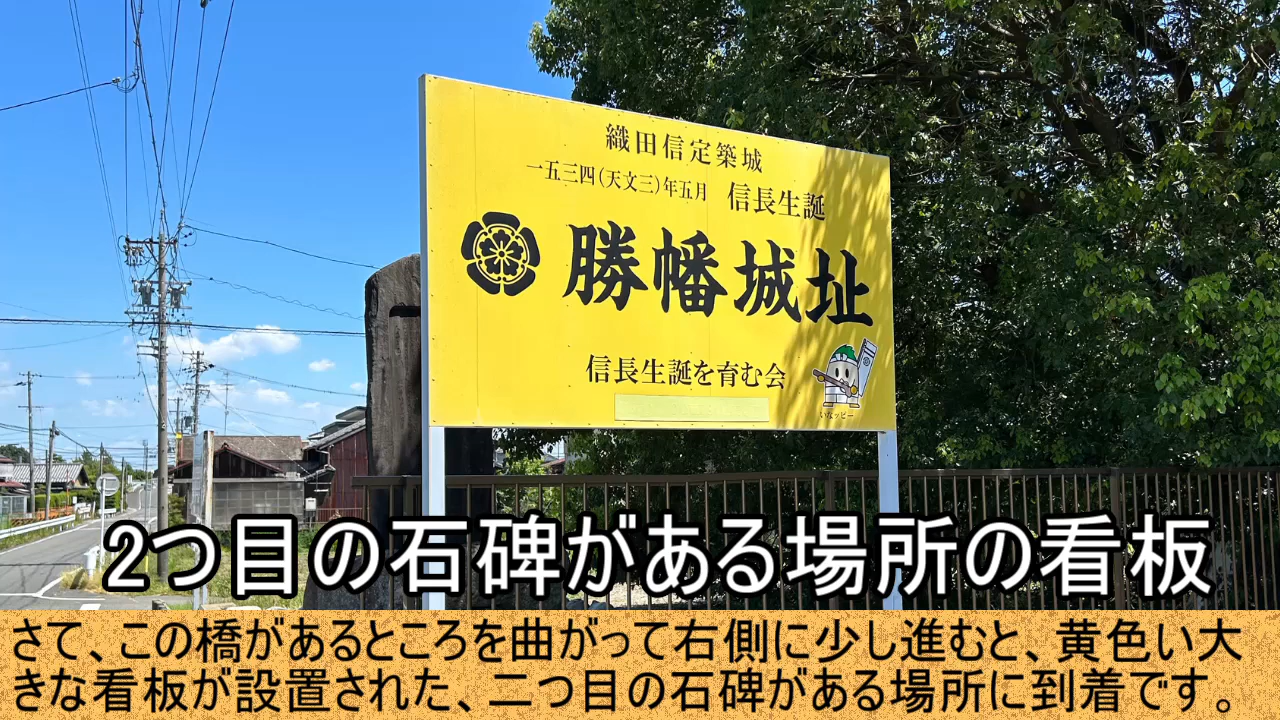 織田信定築城
一五三四(天文三)年五月 信長生誕
勝幡城址
信長生誕を育む会
いなッピー
2つ目の石碑がある場所の看板
さて、この橋があるところを曲がって右側に少し進むと、黄色い大
きな看板が設置された、二つ目の石碑がある場所に到着です。